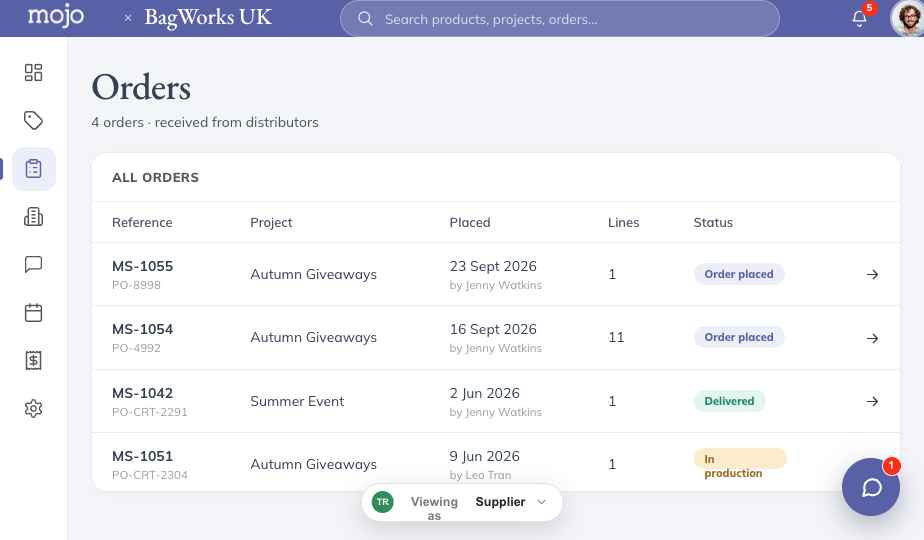 mojo × BagWorks UK Search products, projects, orders... 5
Orders
4 orders · received from distributors
ALL ORDERS
Reference Project Placed Lines Status
MS-1055 Autumn Giveaways 23 Sept 2026 1 Order placed →
PO-8998 by Jenny Watkins
MS-1054 Autumn Giveaways 16 Sept 2026 11 Order placed →
PO-4992 by Jenny Watkins
MS-1042 Summer Event 2 Jun 2026 1 Delivered →
PO-CRT-2291 by Jenny Watkins
MS-1051 Autumn Giveaways 9 Jun 2026 1 In
production
PO-CRT-2304 by Leo Tran
1
TR Viewing
as Supplier